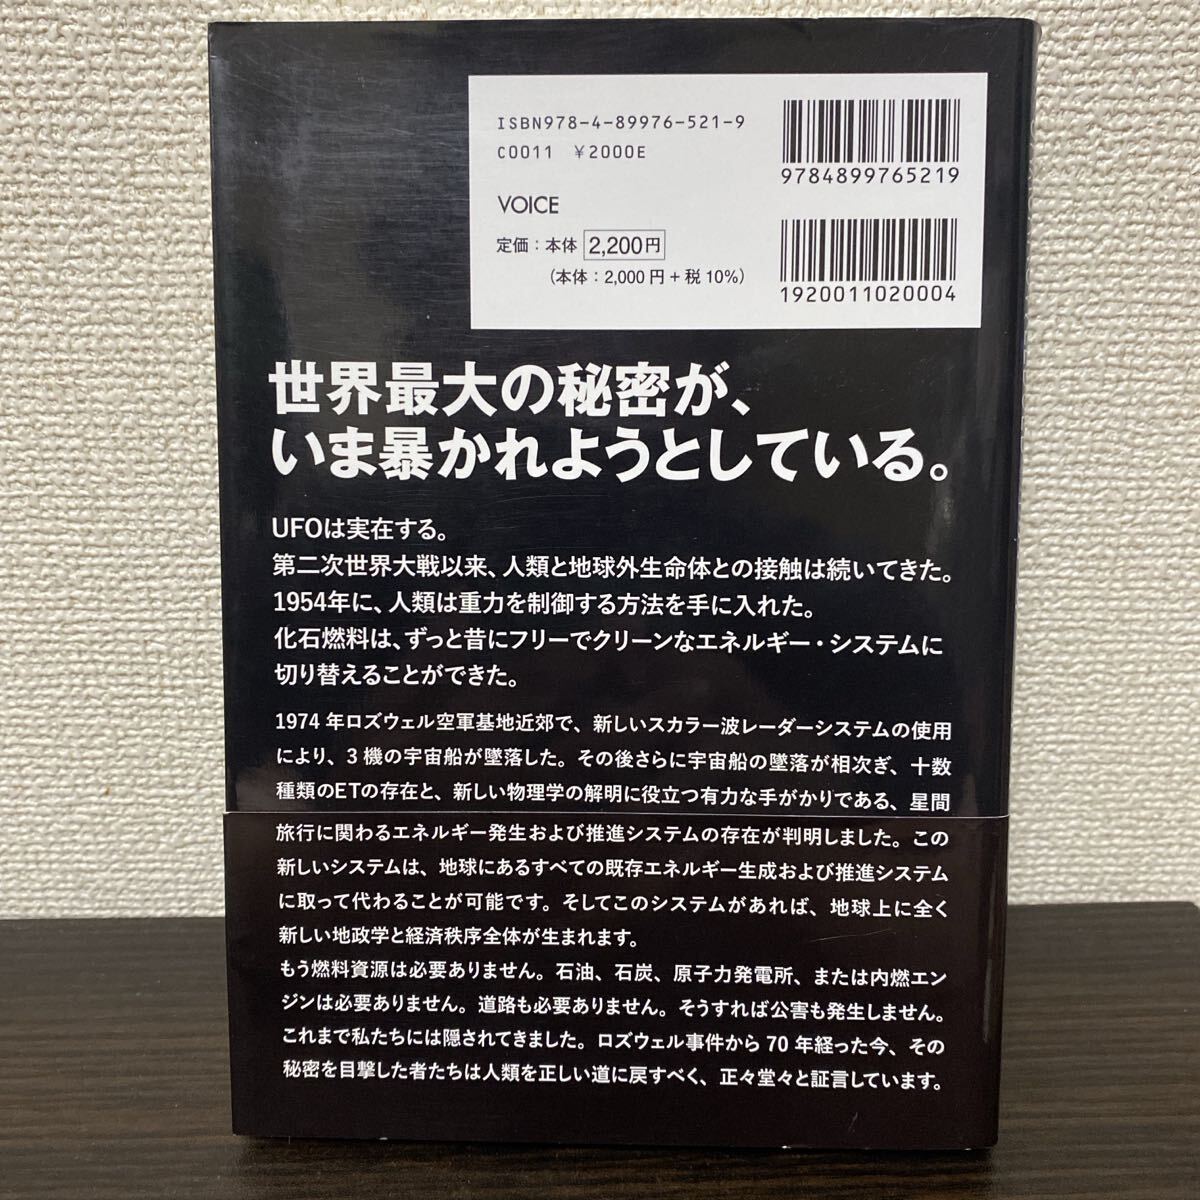 ISBN978-4-89976-521-9
C0011 ¥2000E
9784899765219
VOICE
定価：本体 2,200円
（本体：2,000円＋税10%）
1920011020004
世界最大の秘密が、
いま暴かれようとしている。
UFOは実在する。
第二次世界大戦以来、人類と地球外生命体との接触は続いてきた。
1954年に、人類は重力を制御する方法を手に入れた。
化石燃料は、ずっと昔にフリーでクリーンなエネルギー・システムに
切り替えることができた。
1974年ロズウェル空軍基地近郊で、新しいスカラー波レーダーシステムの使用
により、3機の宇宙船が墜落した。その後さらに宇宙船の墜落が相次ぎ、十数
種類のETの存在と、新しい物理学の解明に役立つ有力な手がかりである、星間
旅行に関わるエネルギー発生および推進システムの存在が判明しました。この
新しいシステムは、地球にあるすべての既存エネルギー生成および推進システム
に取って代わることが可能です。そしてこのシステムがあれば、地球上に全く
新しい地政学と経済秩序全体が生まれます。
もう燃料資源は必要ありません。石油、石炭、原子力発電所、または内燃エン
ジンは必要ありません。道路も必要ありません。そうすれば公害も発生しません。
これまで私たちには隠されてきました。ロズウェル事件から70年経った今、その
秘密を目撃した者たちは人類を正しい道に戻すべく、正々堂々と証言しています。